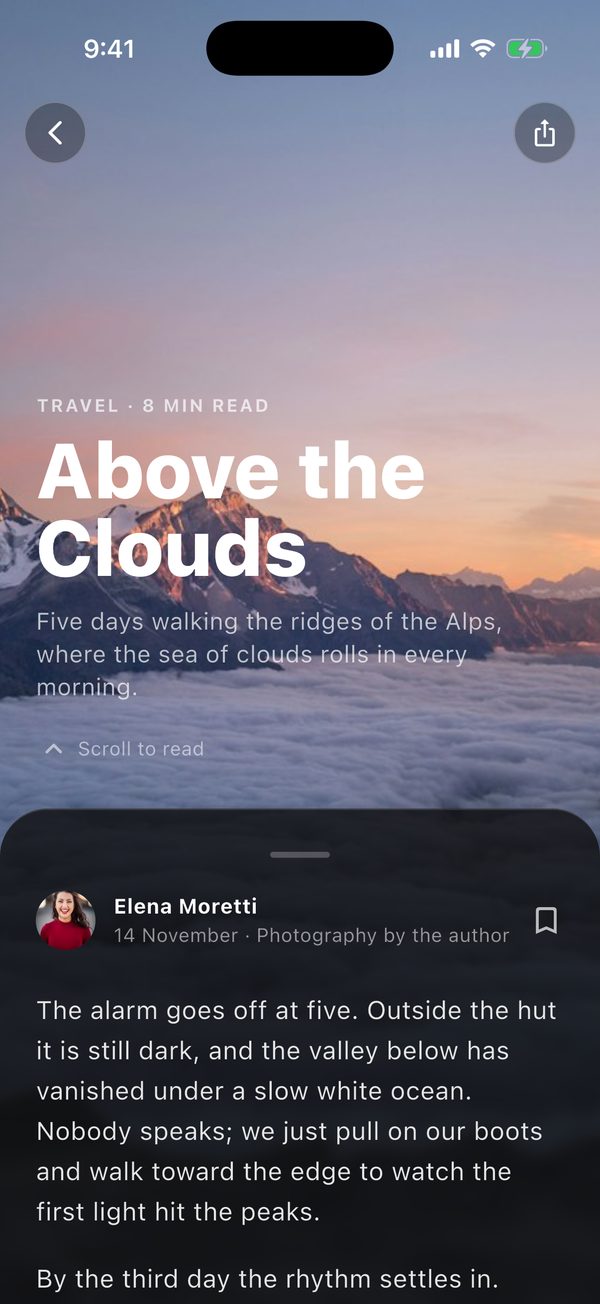 9:41
TRAVEL · 8 MIN READ
Above the
Clouds
Five days walking the ridges of the Alps,
where the sea of clouds rolls in every
morning.
Scroll to read
Elena Moretti
14 November · Photography by the author
The alarm goes off at five. Outside the hut
it is still dark, and the valley below has
vanished under a slow white ocean.
Nobody speaks; we just pull on our boots
and walk toward the edge to watch the
first light hit the peaks.
By the third day the rhythm settles in.